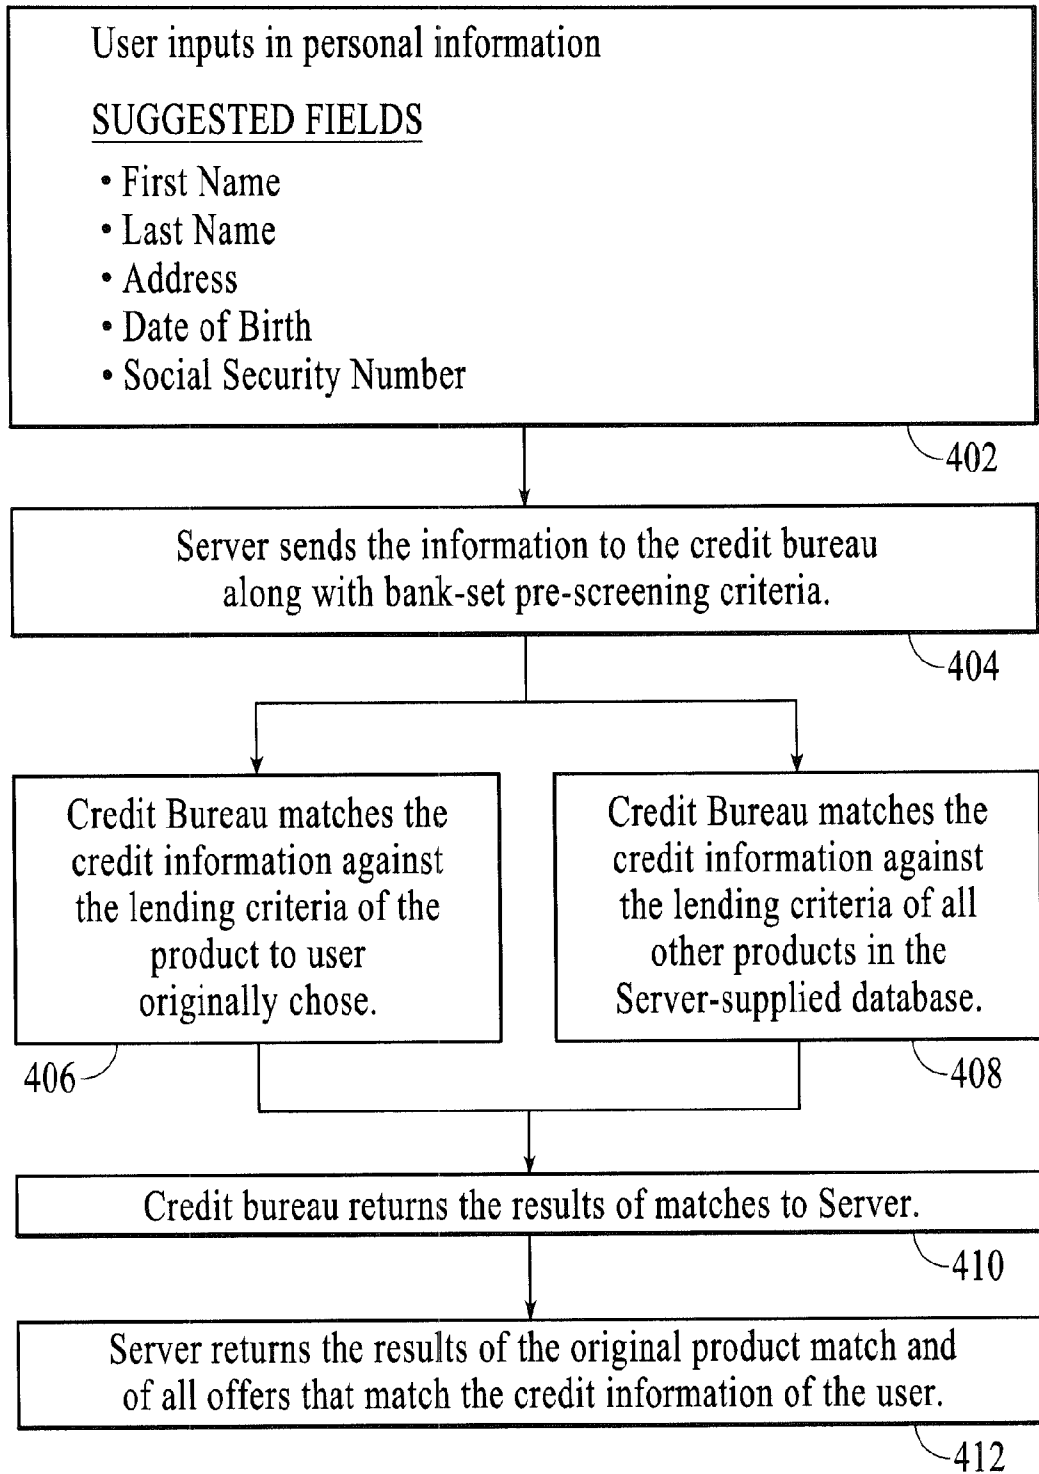 User inputs in personal information
SUGGESTED FIELDS
• First Name
• Last Name
• Address
• Date of Birth
• Social Security Number
402
Server sends the information to the credit bureau
along with bank-set pre-screening criteria.
404
Credit Bureau matches the
credit information against
the lending criteria of the
product to user
originally chose.
406
Credit Bureau matches the
credit information against
the lending criteria of all
other products in the
Server-supplied database.
408
Credit bureau returns the results of matches to Server.
410
Server returns the results of the original product match and
of all offers that match the credit information of the user.
412